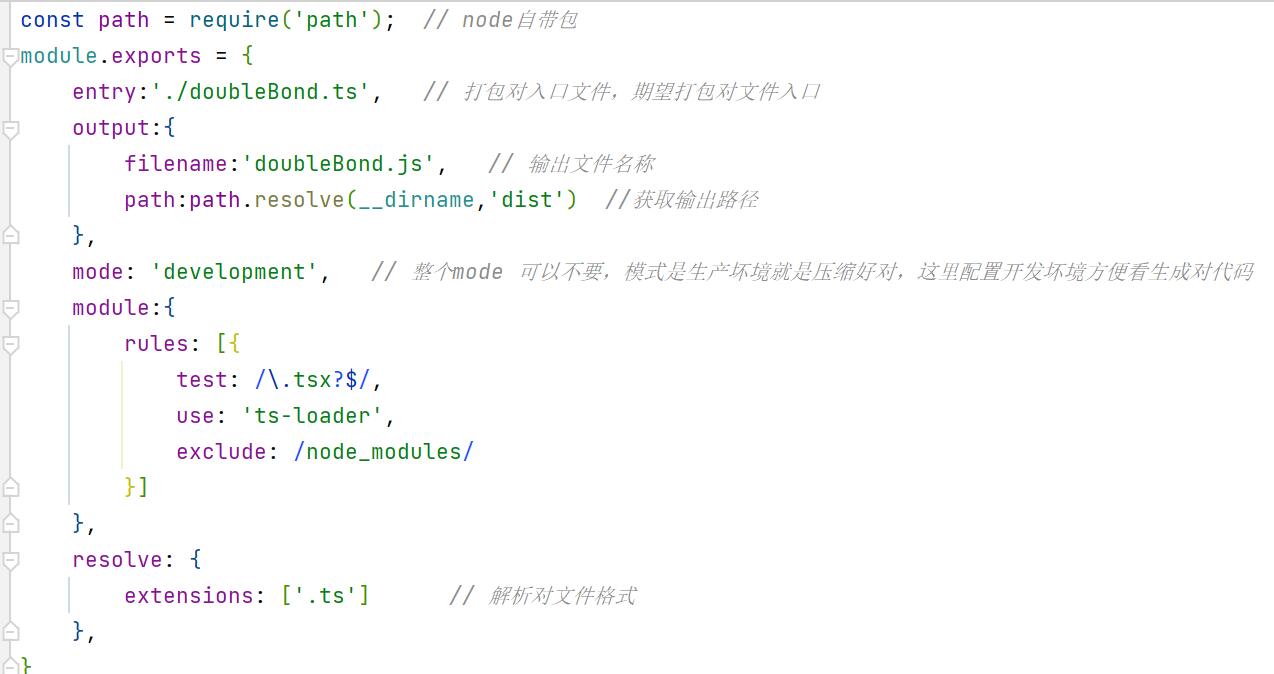 const path = require('path');  // node自带包
module.exports = {
    entry:'./doubleBond.ts',   // 打包对入口文件，期望打包对文件入口
    output:{
        filename:'doubleBond.js',   // 输出文件名称
        path:path.resolve(__dirname,'dist')  //获取输出路径
    },
    mode: 'development',   // 整个mode 可以不要，模式是生产坏境就是压缩好对，这里配置开发坏境方便看生成对代码
    module:{
        rules: [{
            test: /\.tsx?$/,
            use: 'ts-loader',
            exclude: /node_modules/
        }]
    },
    resolve: {
        extensions: ['.ts']      // 解析对文件格式
    },
}